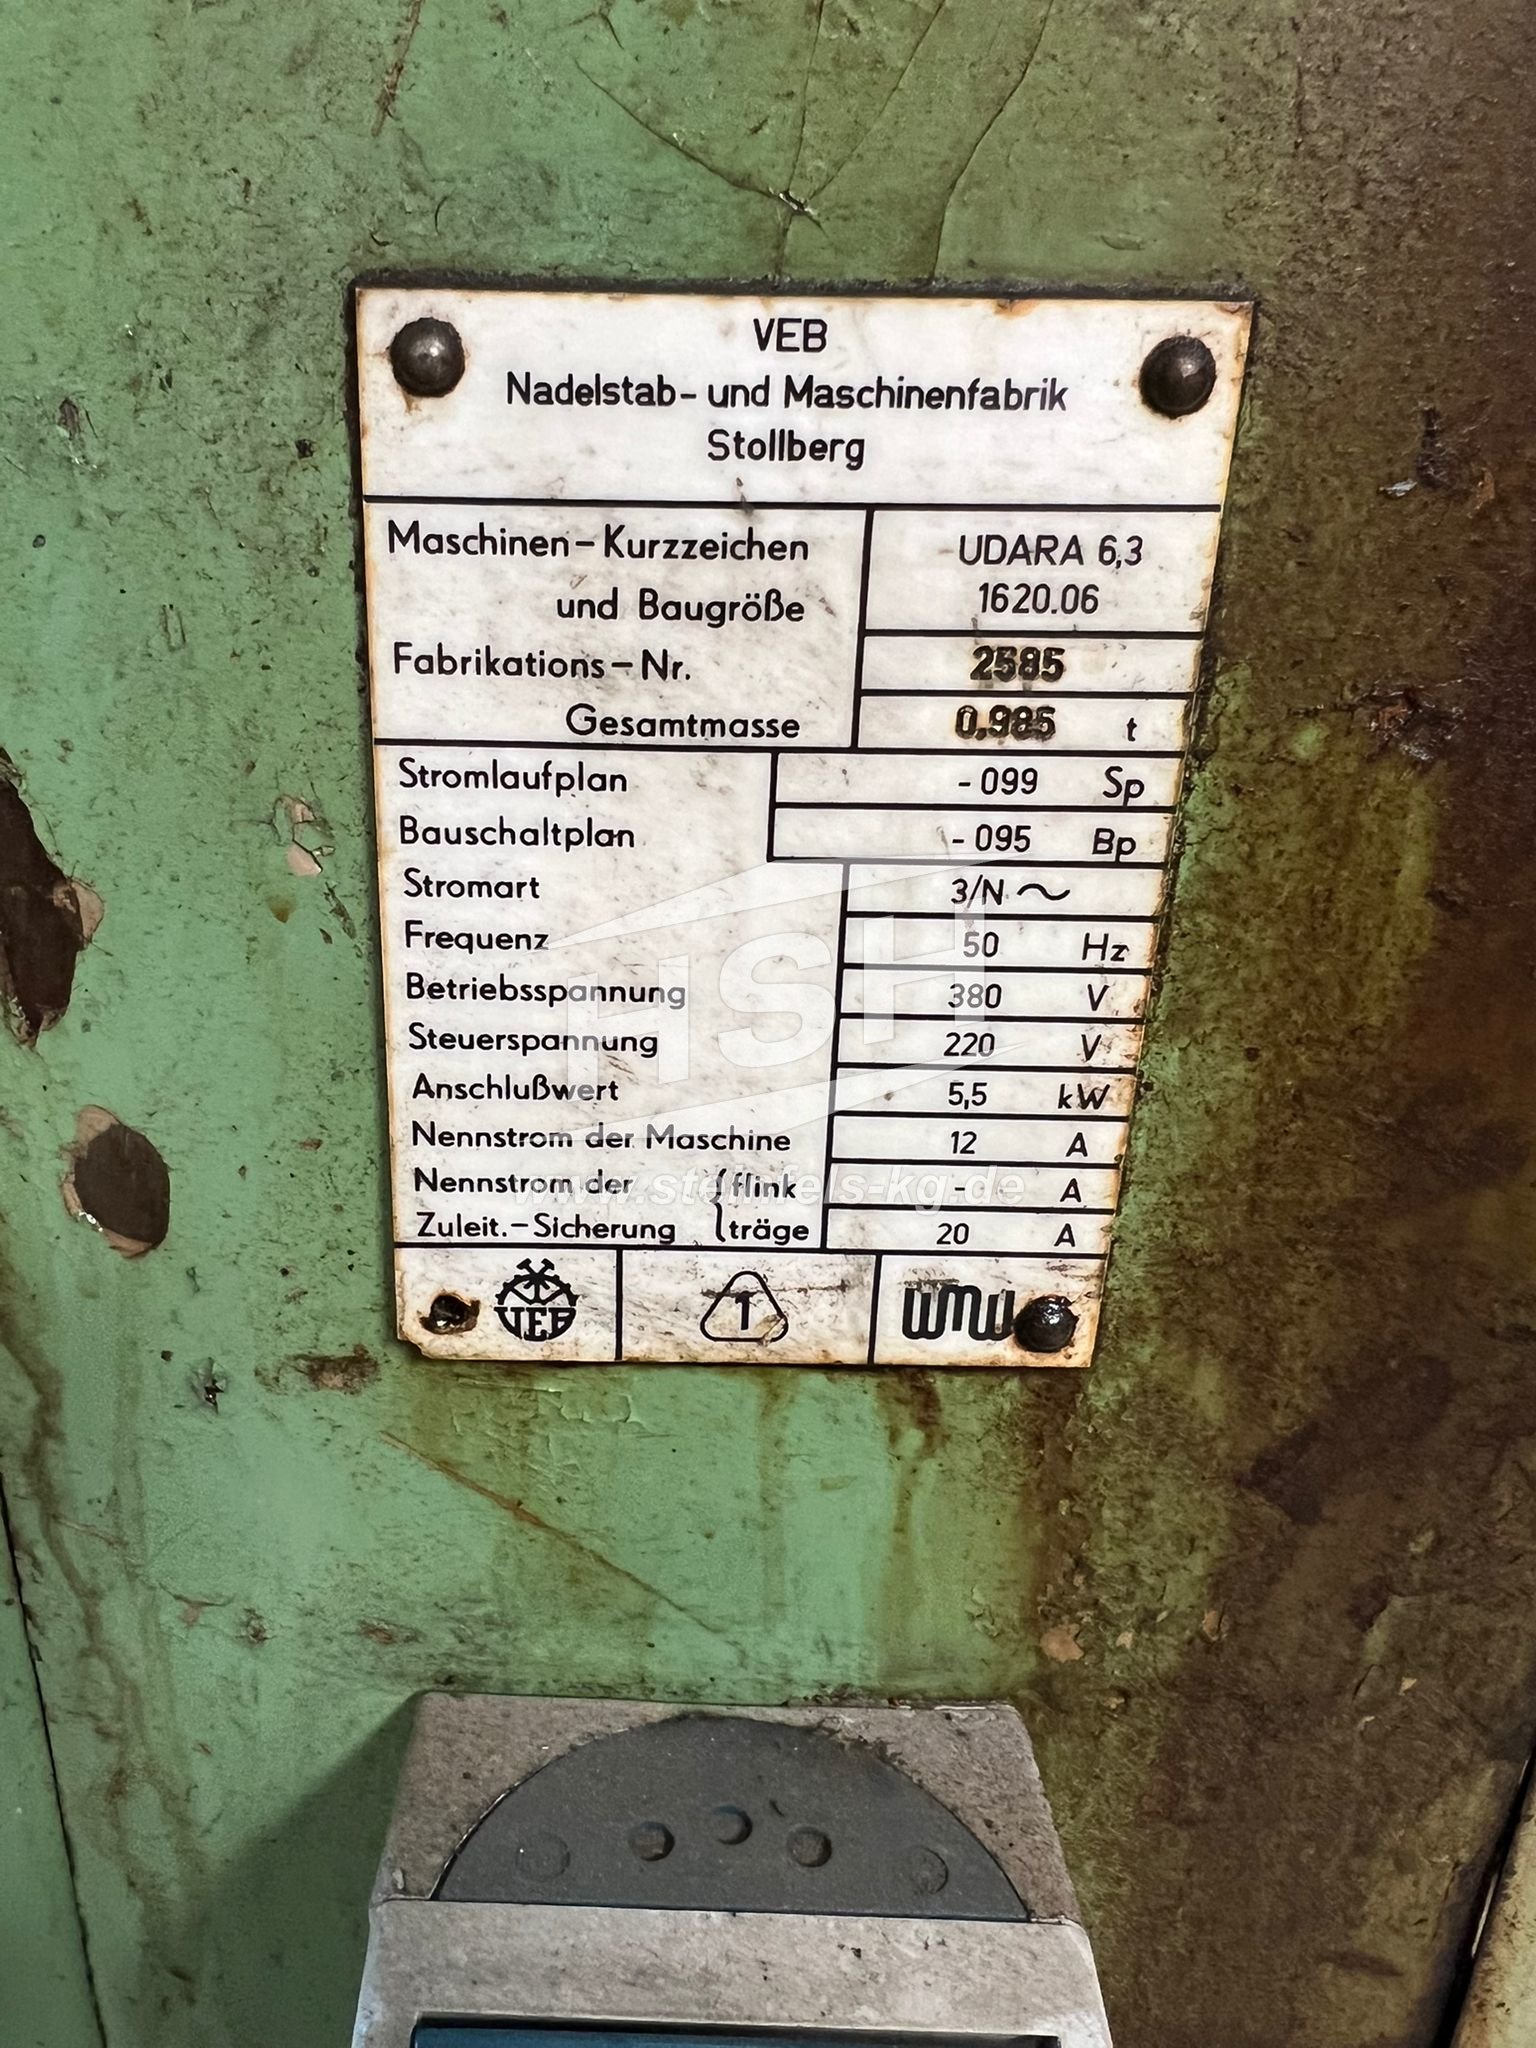 VEB
Nadelstab- und Maschinenfabrik
Stollberg
Maschinen-Kurzzeichen UDARA 6,3
und Baugröße 1620.06
Fabrikations-Nr. 2585
Gesamtmasse 0,985 t
Stromlaufplan -099 Sp
Bauschaltplan -095 Bp
Stromart 3/N ~
Frequenz 50 Hz
Betriebsspannung 380 V
Steuerspannung 220 V
Anschlußwert 5,5 kW
Nennstrom der Maschine 12 A
Nennstrom der { flink - A
Zuleit.-Sicherung { träge 20 A
VEB 1 WMW
HSH
www.steinfels-kg.de